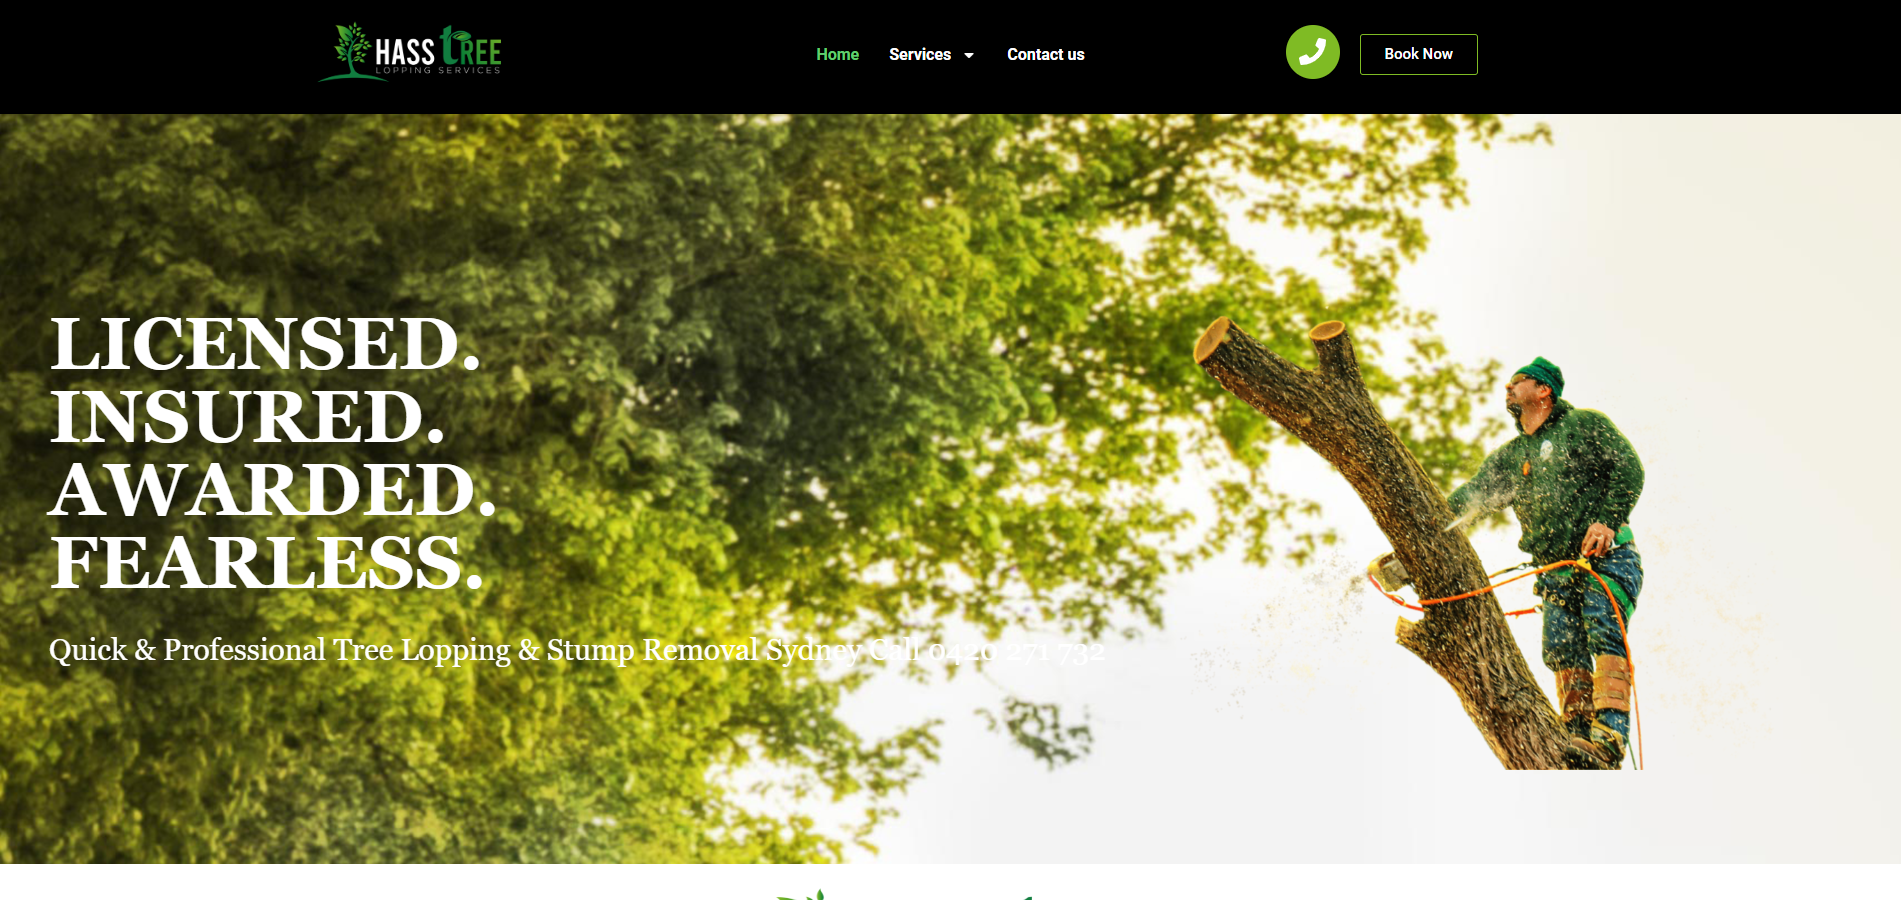 HASS TREE
LOPPING SERVICES
Home
Services
Contact us
Book Now
LICENSED.
INSURED.
AWARDED.
FEARLESS.
Quick & Professional Tree Lopping & Stump Removal Sydney Call 0420 271 732